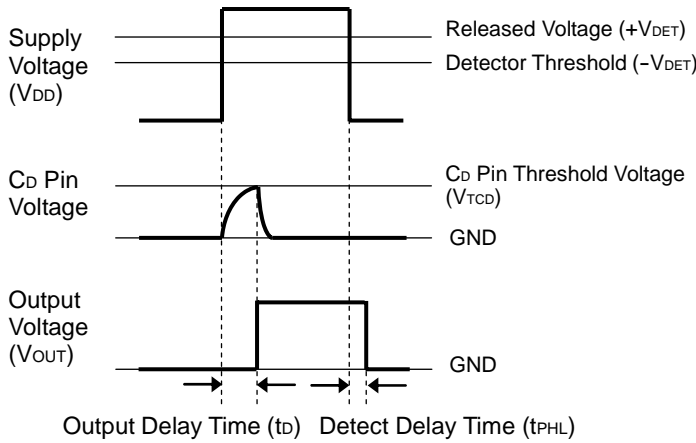 Supply
Voltage
(VDD)
Released Voltage (+VDET)
Detector Threshold (−VDET)
CD Pin
Voltage
CD Pin Threshold Voltage
(VTCD)
GND
Output
Voltage
(VOUT)
GND
Output Delay Time (tD) Detect Delay Time (tPHL)